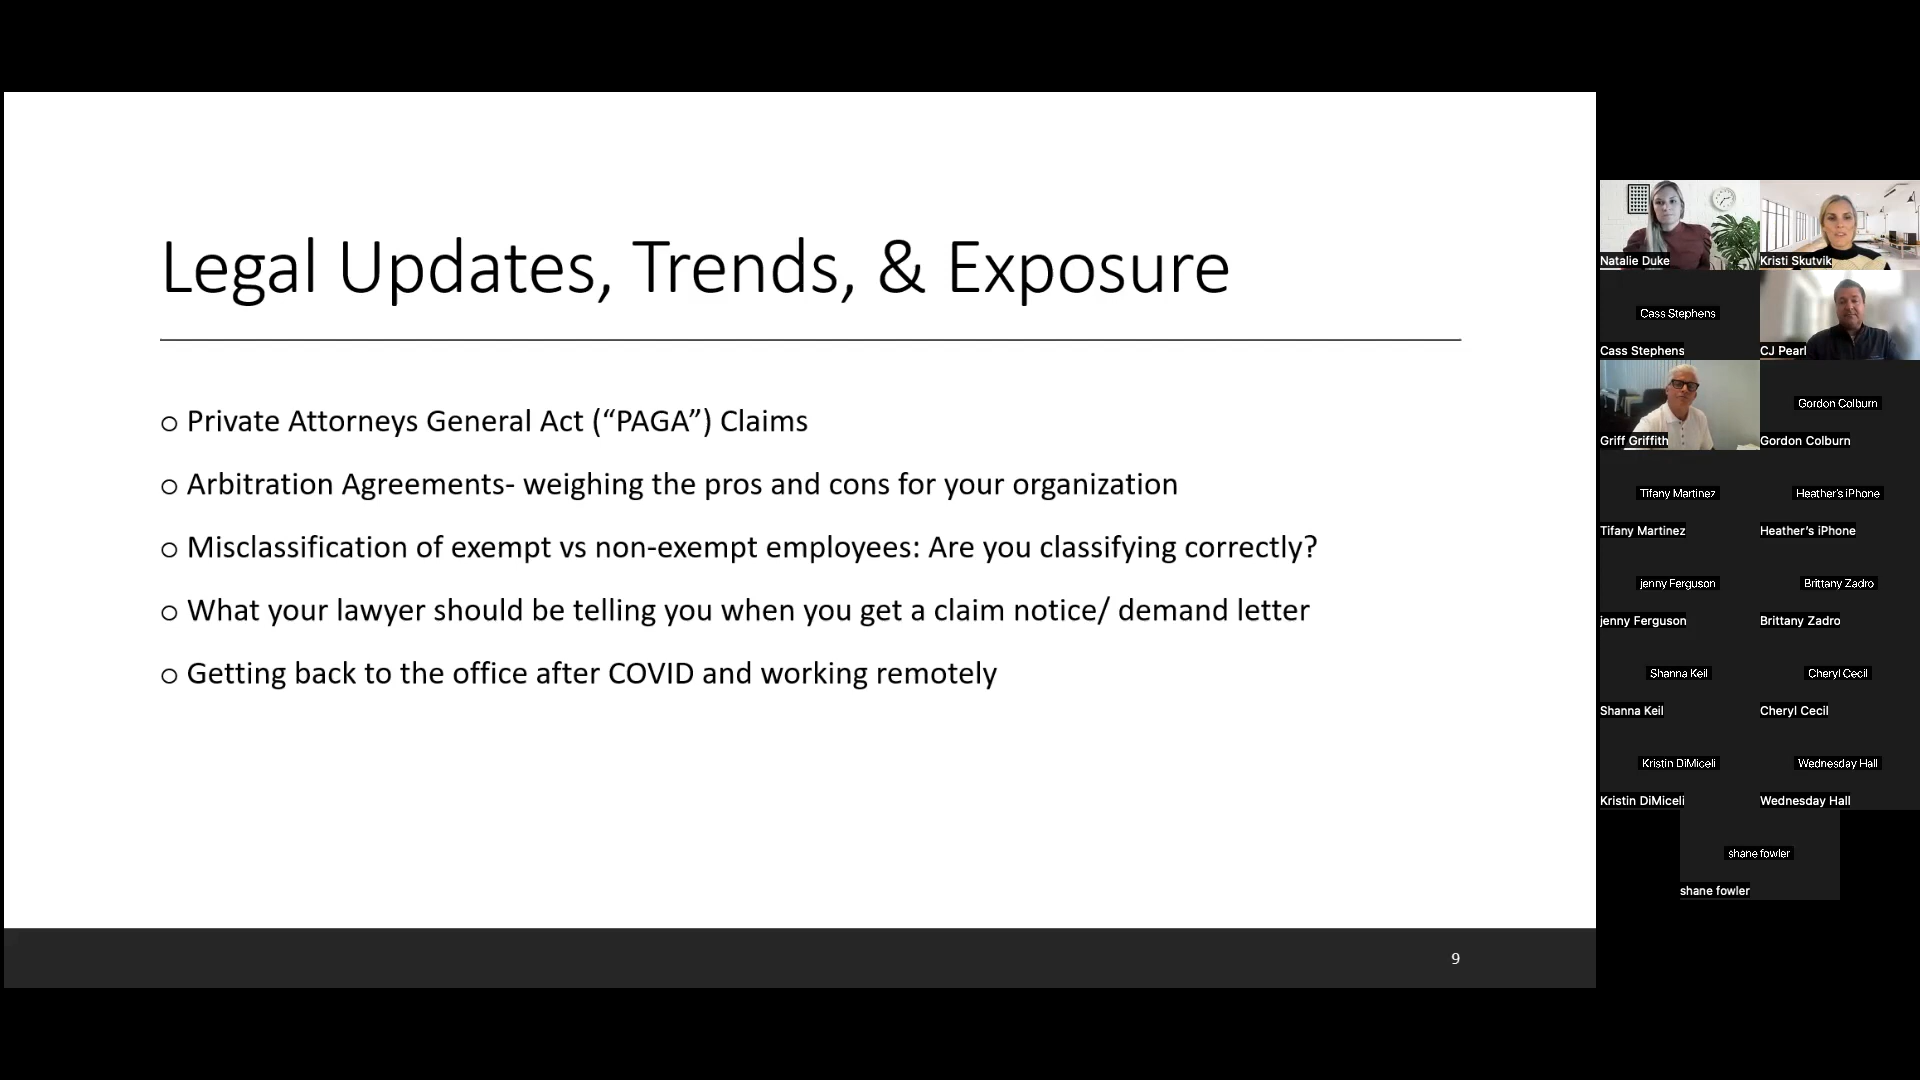 Legal Updates, Trends, & Exposure
o Private Attorneys General Act (“PAGA”) Claims
o Arbitration Agreements- weighing the pros and cons for your organization
o Misclassification of exempt vs non-exempt employees: Are you classifying correctly?
o What your lawyer should be telling you when you get a claim notice/ demand letter
o Getting back to the office after COVID and working remotely
9
Natalie Duke
Kristi Skutvik
Cass Stephens
Cass Stephens
CJ Pearl
Griff Griffith
Gordon Colburn
Gordon Colburn
Tifany Martinez
Tifany Martinez
Heather’s iPhone
Heather’s iPhone
jenny Ferguson
jenny Ferguson
Brittany Zadro
Brittany Zadro
Shanna Keil
Shanna Keil
Cheryl Cecil
Cheryl Cecil
Kristin DiMiceli
Kristin DiMiceli
Wednesday Hall
Wednesday Hall
shane fowler
shane fowler